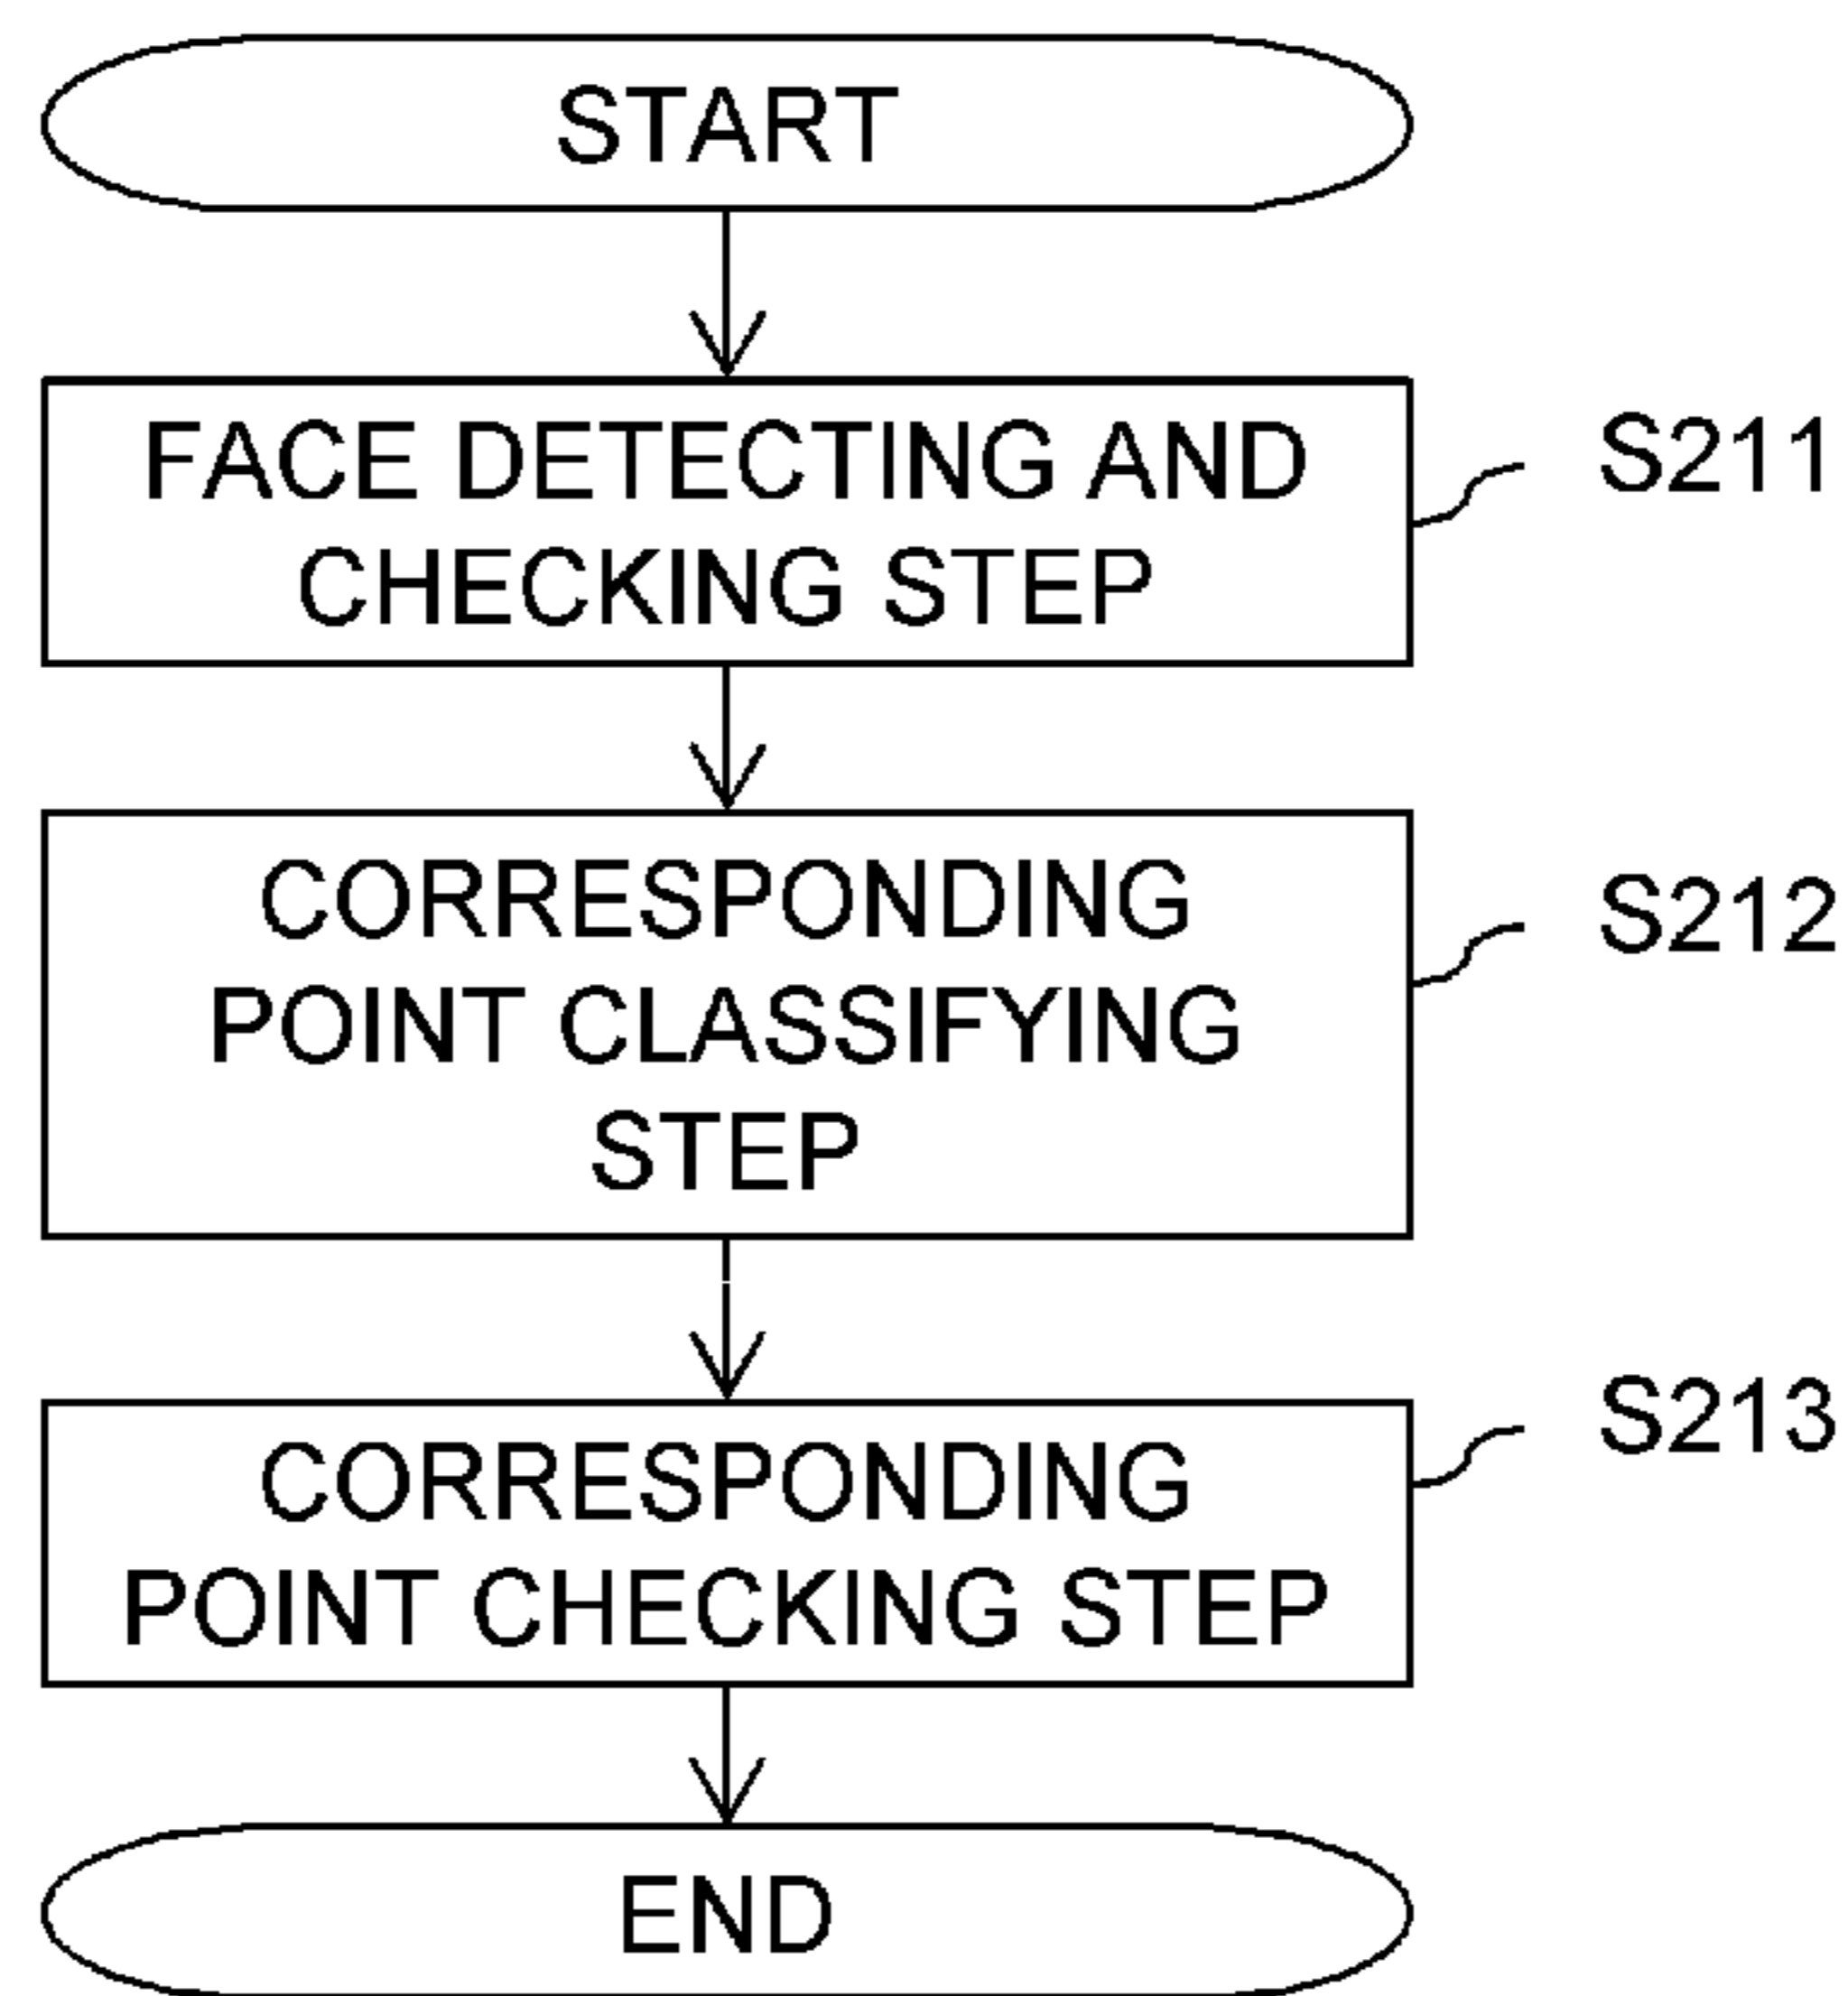 START
FACE DETECTING AND
CHECKING STEP
S211
CORRESPONDING
POINT CLASSIFYING
STEP
S212
CORRESPONDING
POINT CHECKING STEP
S213
END